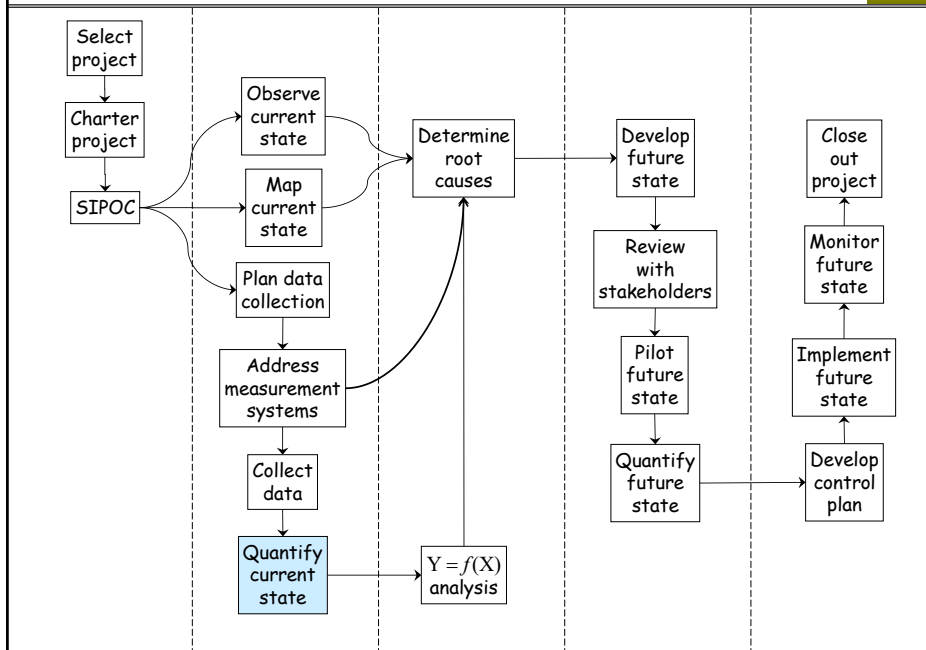 Select
project
Charter
project
SIPOC
Observe
current
state
Map
current
state
Plan data
collection
Address
measurement
systems
Collect
data
Quantify
current
state
Determine
root
causes
Y = f(X)
analysis
Develop
future
state
Review
with
stakeholders
Pilot
future
state
Quantify
future
state
Close
out
project
Monitor
future
state
Implement
future
state
Develop
control
plan